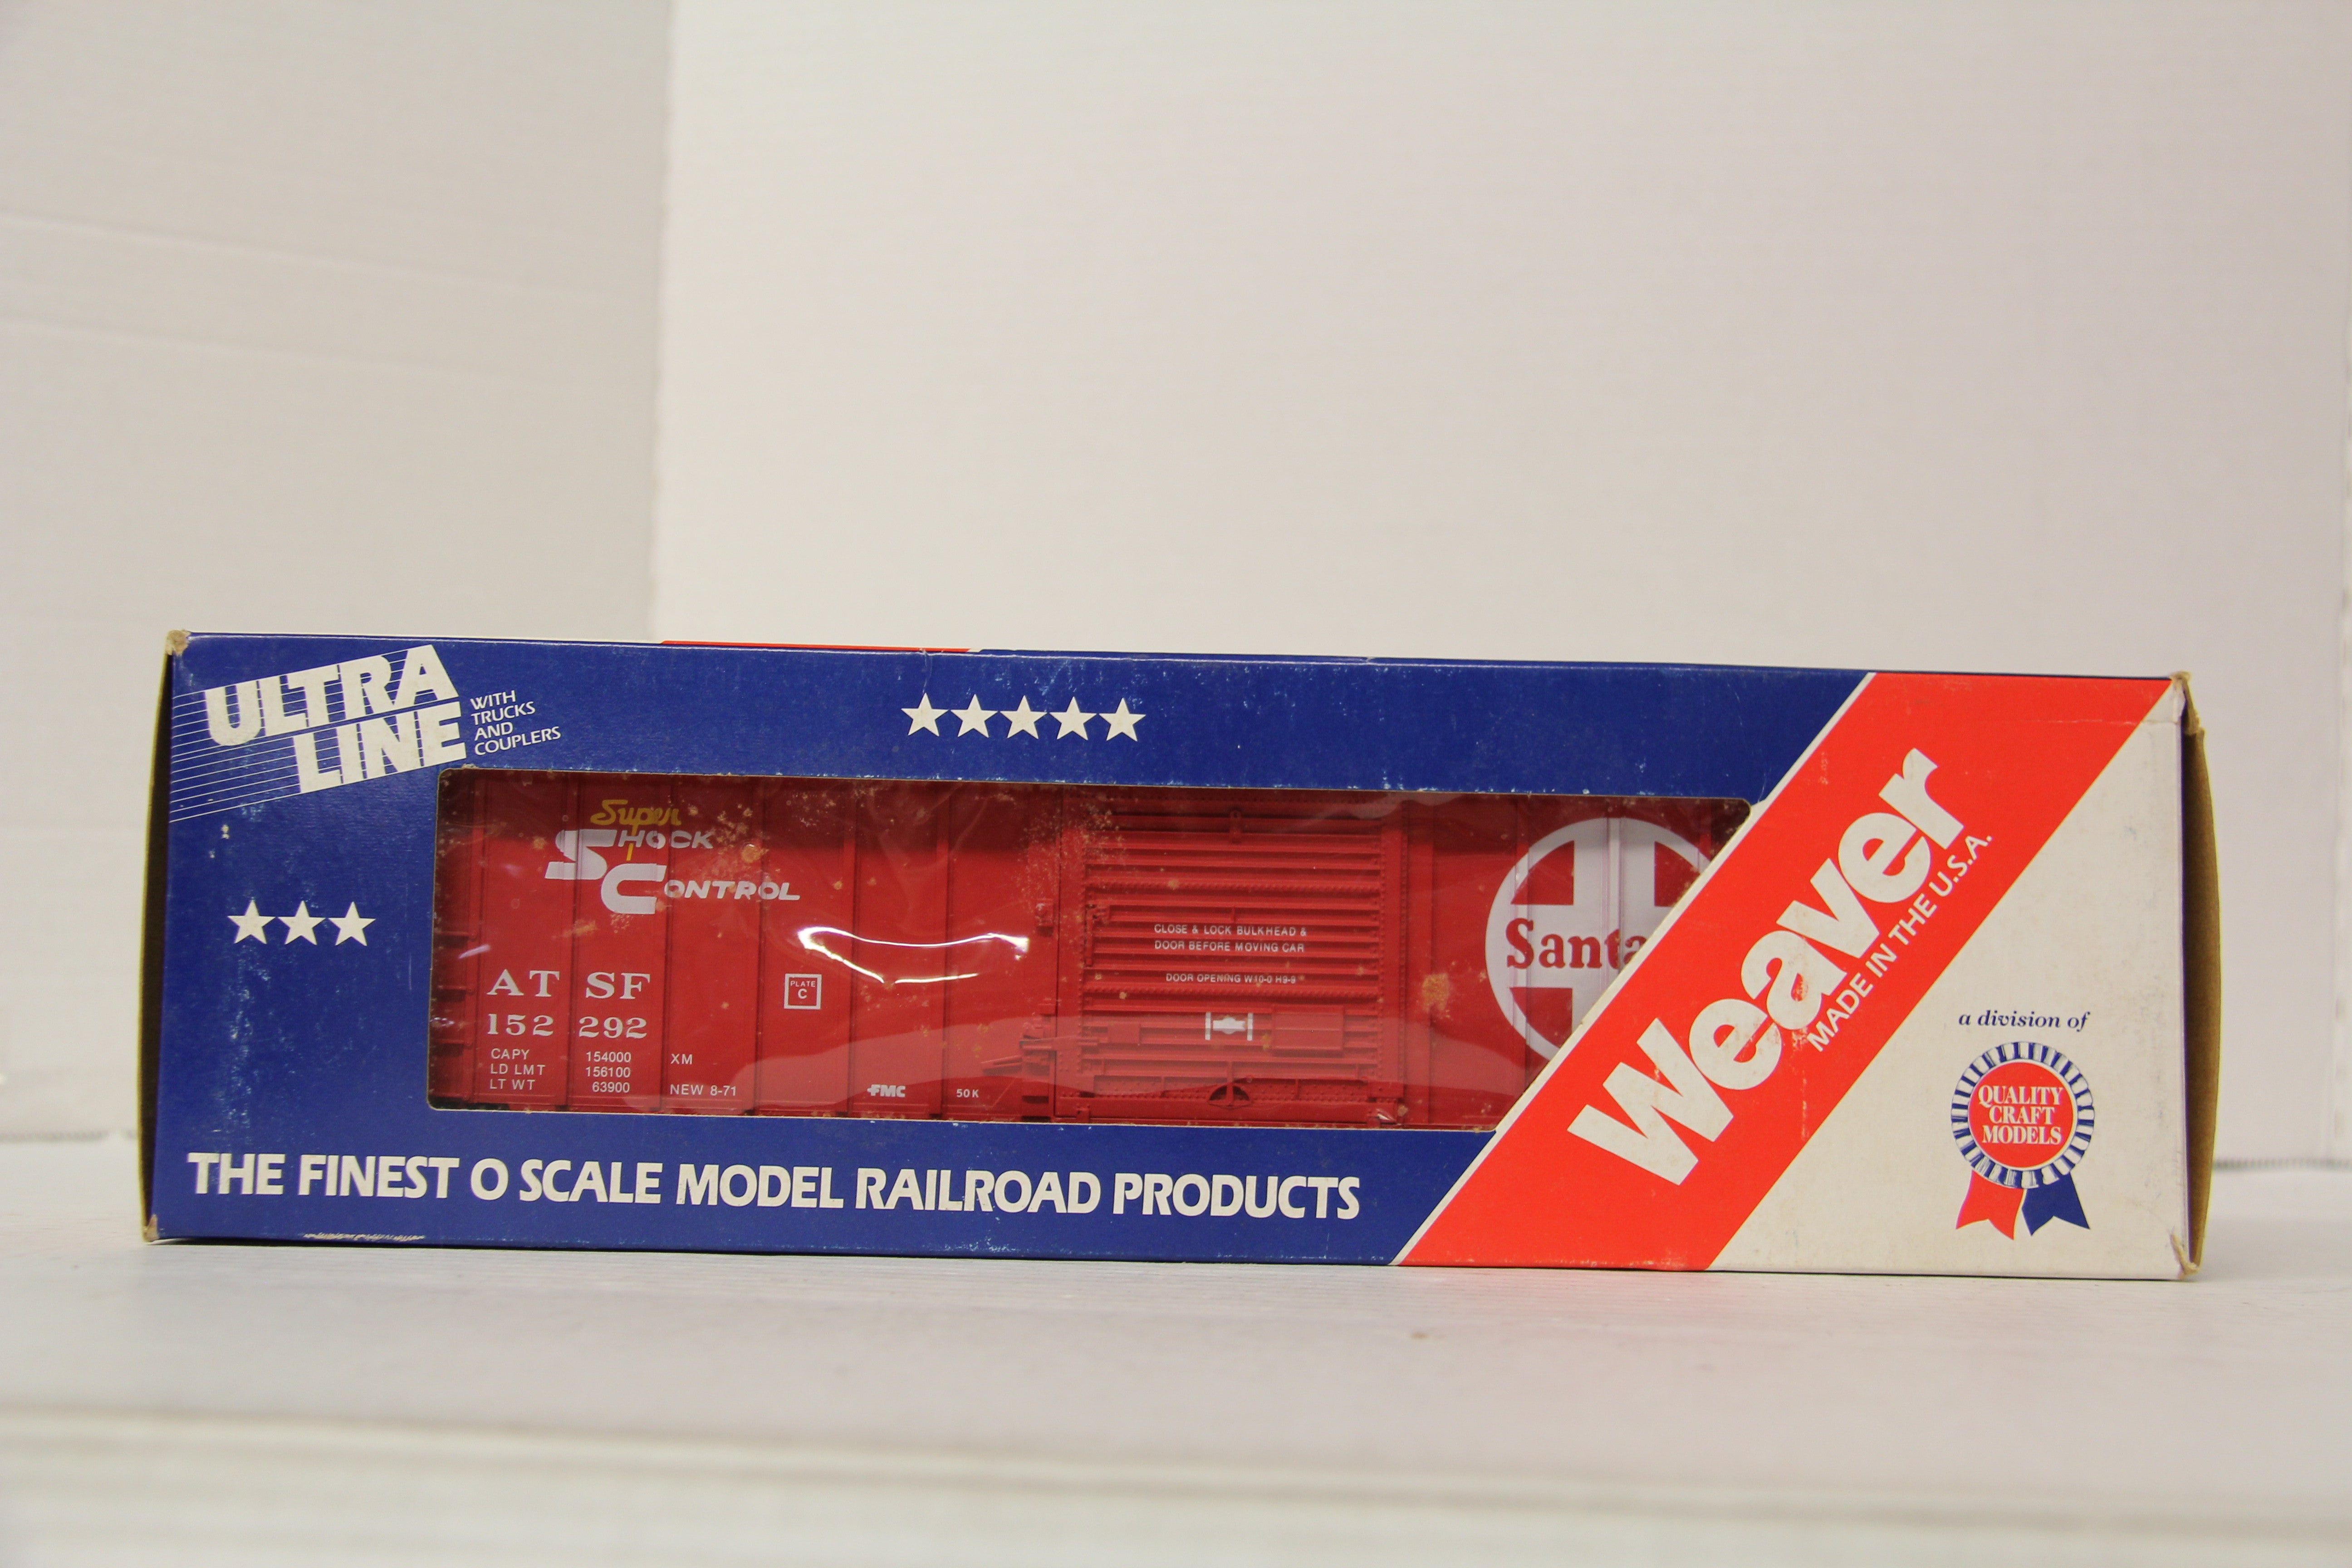 ULTRA
LINE
WITH
TRUCKS
AND
COUPLERS
Super
SHOCK
CONTROL
AT SF
152 292
CAPY 154000 XM
LD LMT 156100
LT WT 63900 NEW 8-71
PLATE
C
FMC
50K
CLOSE & LOCK BULKHEAD &
DOOR BEFORE MOVING CAR
DOOR OPENING W10-0 H9-9
Santa
Weaver
MADE IN THE U.S.A.
a division of
QUALITY
CRAFT
MODELS
THE FINEST O SCALE MODEL RAILROAD PRODUCTS